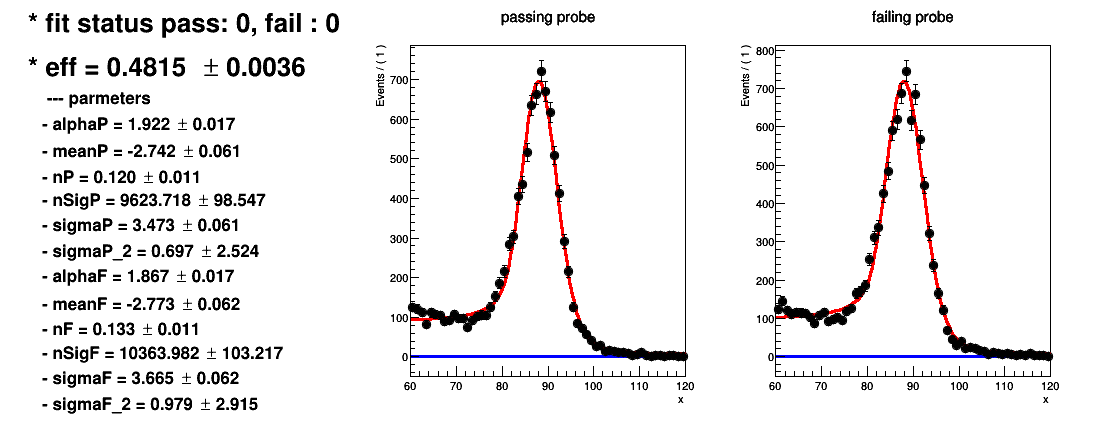 * fit status pass: 0, fail : 0
* eff = 0.4815 ± 0.0036
--- parmeters
- alphaP = 1.922 ± 0.017
- meanP = -2.742 ± 0.061
- nP = 0.120 ± 0.011
- nSigP = 9623.718 ± 98.547
- sigmaP = 3.473 ± 0.061
- sigmaP_2 = 0.697 ± 2.524
- alphaF = 1.867 ± 0.017
- meanF = -2.773 ± 0.062
- nF = 0.133 ± 0.011
- nSigF = 10363.982 ± 103.217
- sigmaF = 3.665 ± 0.062
- sigmaF_2 = 0.979 ± 2.915
passing probe
Events / ( 1 )
700
600
500
400
300
200
100
0
60 70 80 90 100 110 120
x
failing probe
Events / ( 1 )
800
700
600
500
400
300
200
100
0
60 70 80 90 100 110 120
x